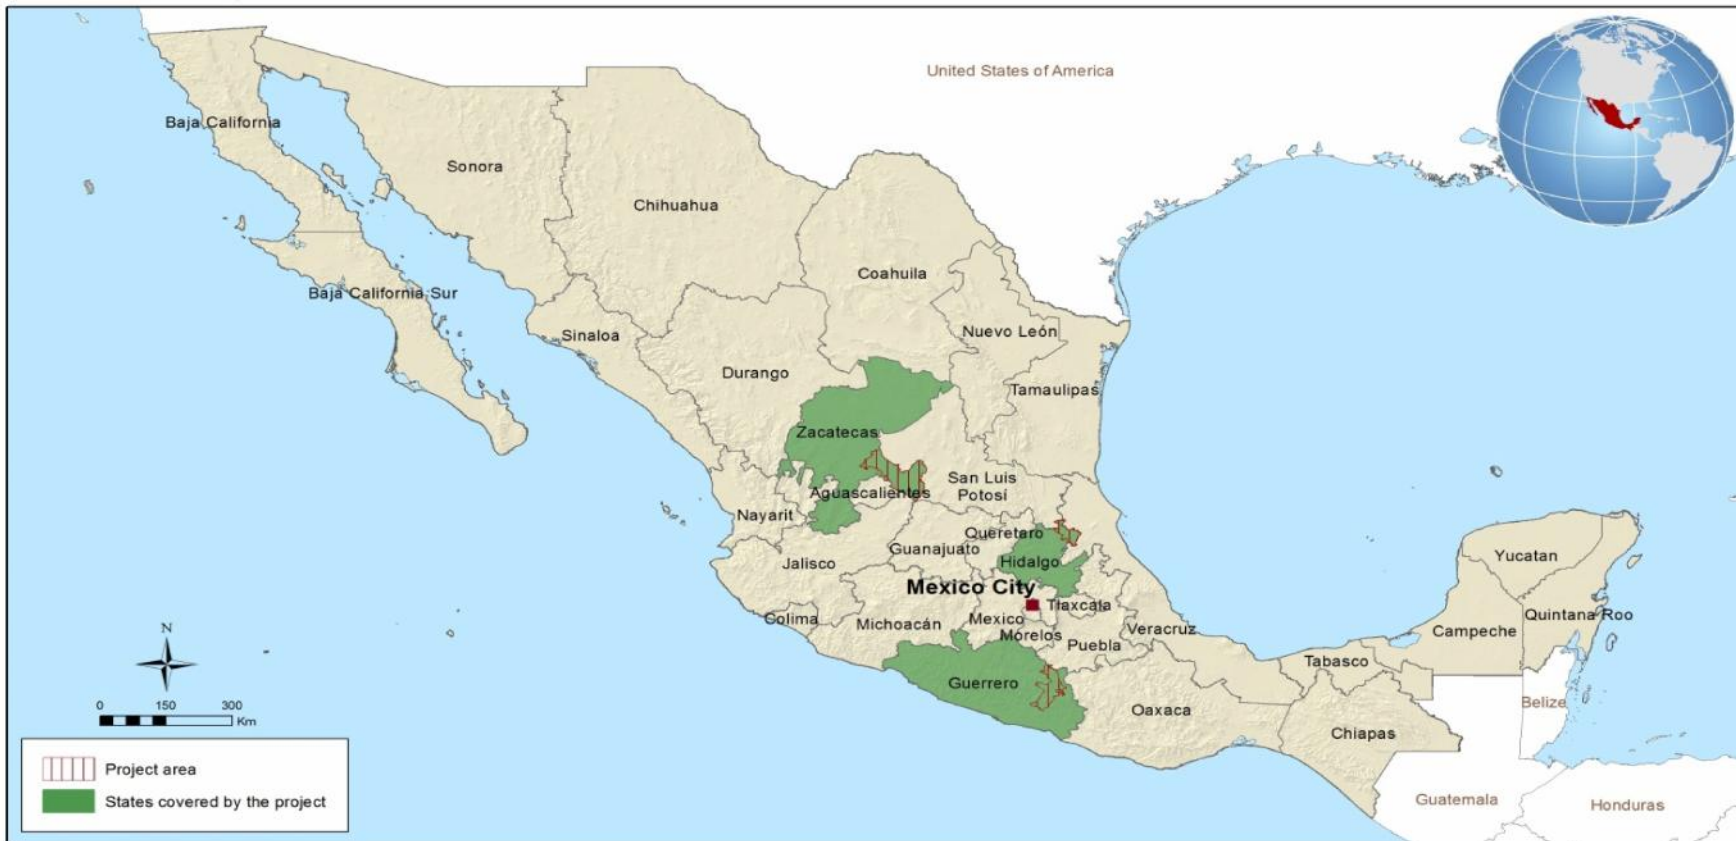 United States of America
Baja California
Sonora
Chihuahua
Coahuila
Baja California Sur
Sinaloa
Nuevo León
Durango
Tamaulipas
Zacatecas
San Luis
Potosí
Aguascalientes
Nayarit
Queretaro
Guanajuato
Hidalgo
Jalisco
Yucatan
Mexico City
Tlaxcala
Colima
Michoacán
Mexico
Morelos
Puebla
Veracruz
Campeche
Quintana Roo
Tabasco
Guerrero
Oaxaca
Belize
Chiapas
N
0 150 300
Km
Project area
States covered by the project
Guatemala
Honduras